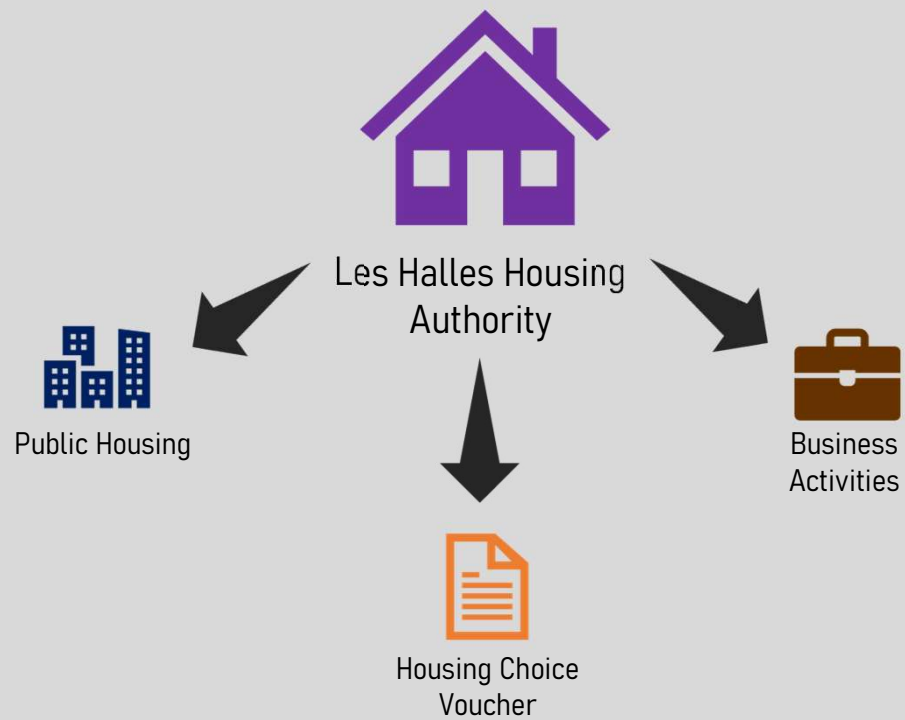 Les Halles Housing
Authority
Public Housing
Business
Activities
Housing Choice
Voucher